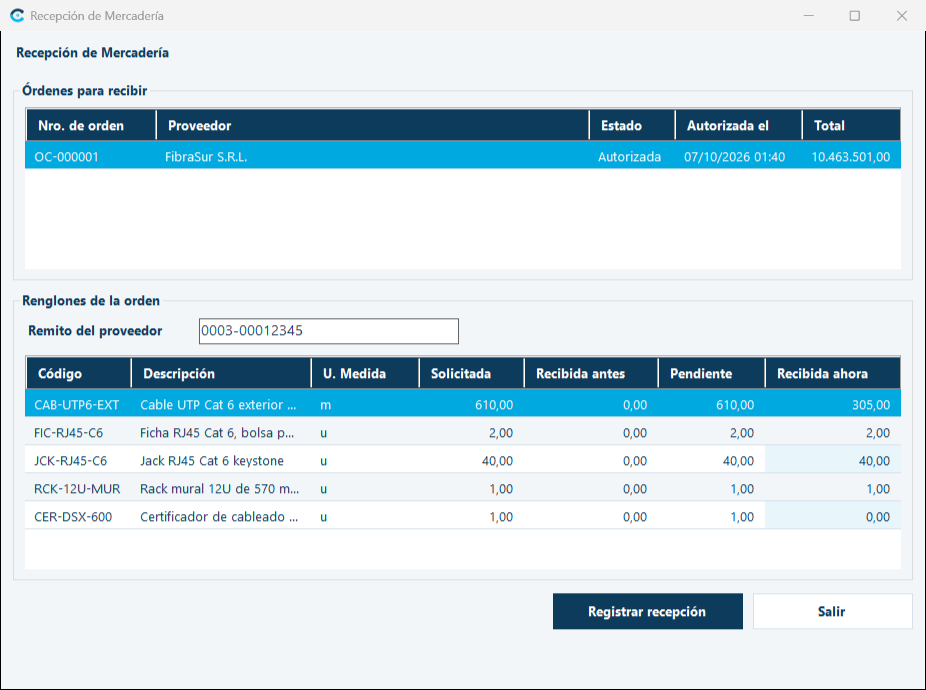 Recepción de Mercadería
Recepción de Mercadería
Órdenes para recibir
Nro. de orden Proveedor Estado Autorizada el Total
OC-000001 FibraSur S.R.L. Autorizada 07/10/2026 01:40 10.463.501,00
Renglones de la orden
Remito del proveedor 0003-00012345
Código Descripción U. Medida Solicitada Recibida antes Pendiente Recibida ahora
CAB-UTP6-EXT Cable UTP Cat 6 exterior ... m 610,00 0,00 610,00 305,00
FIC-RJ45-C6 Ficha RJ45 Cat 6, bolsa p... u 2,00 0,00 2,00 2,00
JCK-RJ45-C6 Jack RJ45 Cat 6 keystone u 40,00 0,00 40,00 40,00
RCK-12U-MUR Rack mural 12U de 570 m... u 1,00 0,00 1,00 1,00
CER-DSX-600 Certificador de cableado ... u 1,00 0,00 1,00 0,00
Registrar recepción Salir